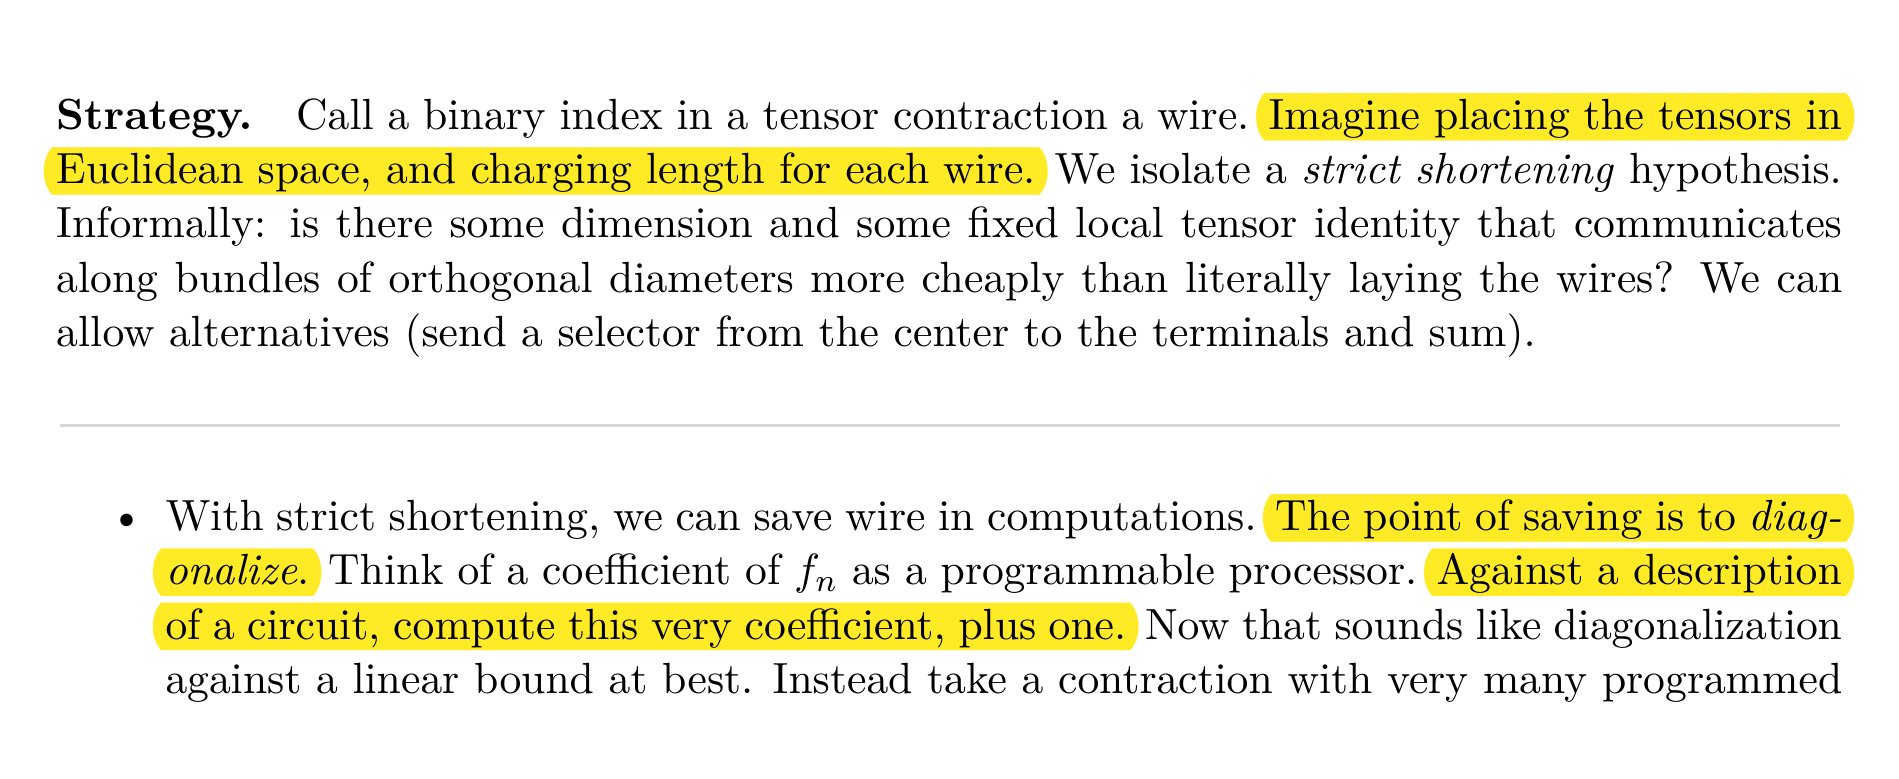 Strategy. Call a binary index in a tensor contraction a wire. Imagine placing the tensors in
Euclidean space, and charging length for each wire. We isolate a strict shortening hypothesis.
Informally: is there some dimension and some fixed local tensor identity that communicates
along bundles of orthogonal diameters more cheaply than literally laying the wires? We can
allow alternatives (send a selector from the center to the terminals and sum).
• With strict shortening, we can save wire in computations. The point of saving is to diag-
onalize. Think of a coefficient of fₙ as a programmable processor. Against a description
of a circuit, compute this very coefficient, plus one. Now that sounds like diagonalization
against a linear bound at best. Instead take a contraction with very many programmed